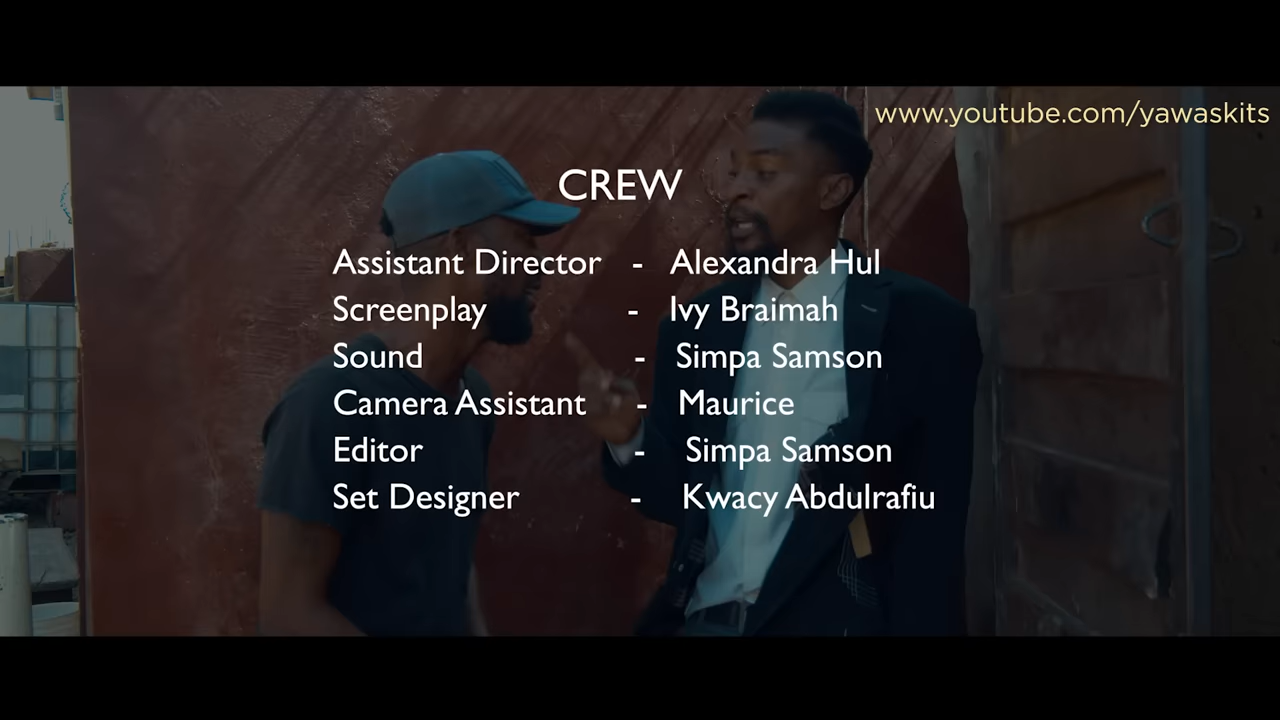 www.youtube.com/yawaskits
CREW
Assistant Director - Alexandra Hul
Screenplay - Ivy Braimah
Sound - Simpa Samson
Camera Assistant - Maurice
Editor - Simpa Samson
Set Designer - Kwacy Abdulrafiu